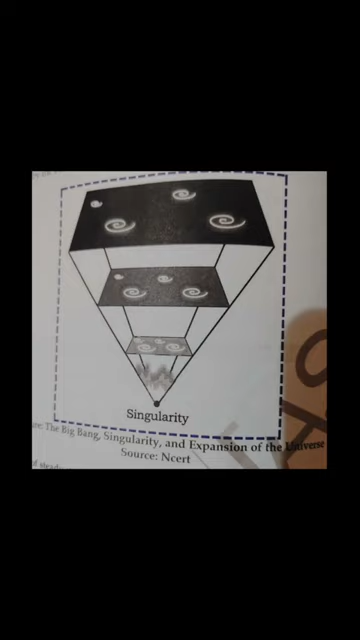 Singularity
The Big Bang, Singularity, and Expansion of the Universe
Source: Ncert